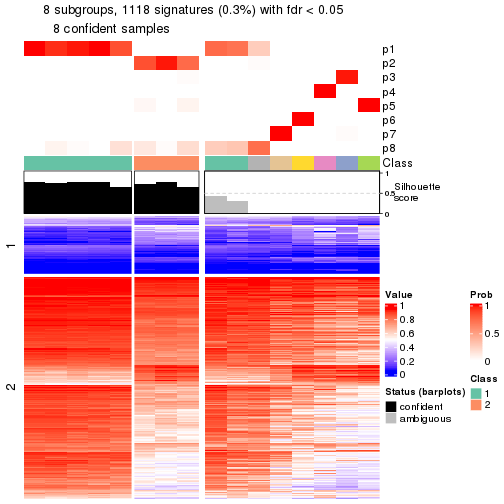 8 subgroups, 1118 signatures (0.3%) with fdr < 0.05
8 confident samples
p1
p2
p3
p4
p5
p6
p7
p8
Class
1
0.5
0
Silhouette
score
1
2
Value
1
0.8
0.6
0.4
0.2
0
Prob
1
0.5
0
Status (barplots)
confident
ambiguous
Class
1
2